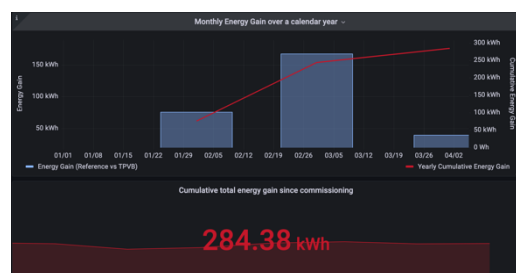 i
Monthly Energy Gain over a calendar year
300 kWh
250 kWh
200 kWh
150 kWh
100 kWh
50 kWh
0 Wh
150 kWh
100 kWh
50 kWh
Energy Gain
Cumulative Energy Gain
01/01 01/08 01/15 01/22 01/29 02/05 02/12 02/19 02/26 03/05 03/12 03/19 03/26 04/02
Energy Gain (Reference vs TPVB) Yearly Cumulative Energy Gain
Cumulative total energy gain since commissioning
284.38 kWh